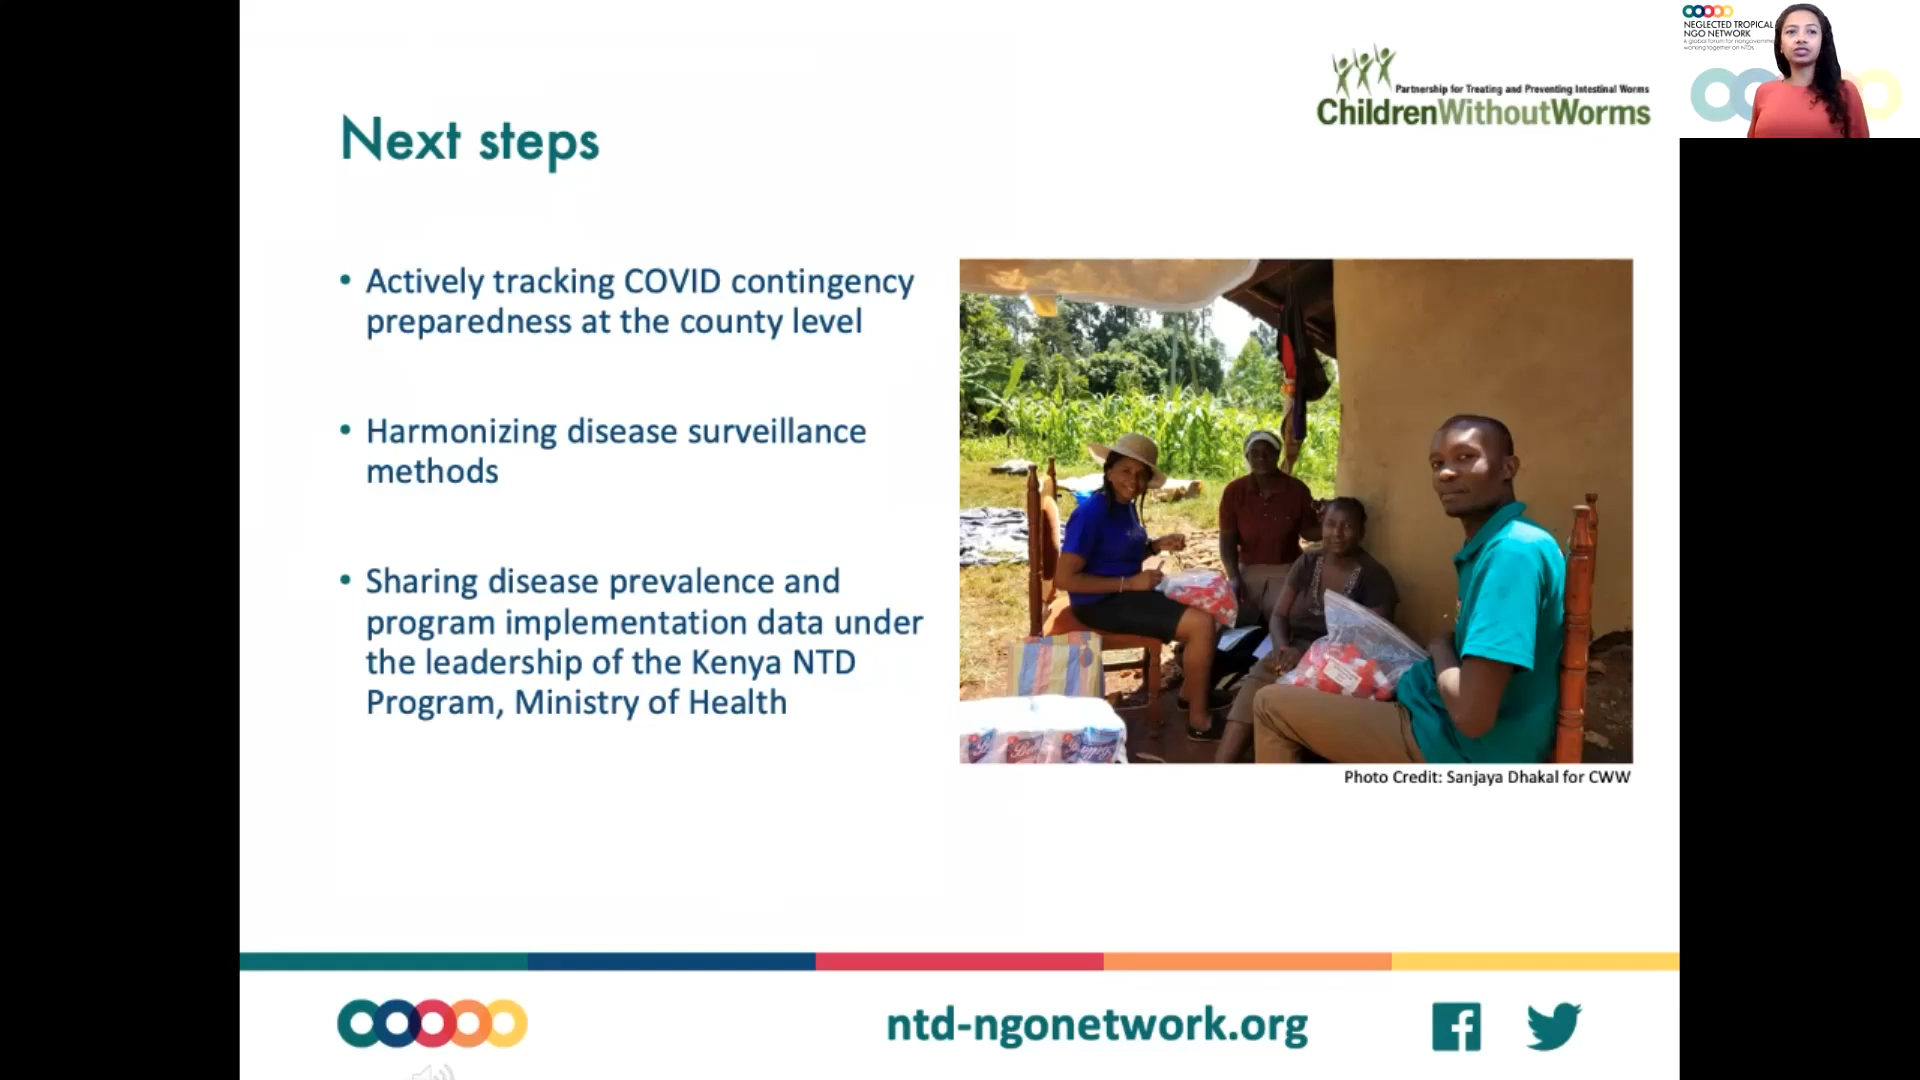 Next steps
Partnership for Treating and Preventing Intestinal Worms
ChildrenWithoutWorms
NEGLECTED TROPICAL
NGO NETWORK
• Actively tracking COVID contingency
preparedness at the county level
• Harmonizing disease surveillance
methods
• Sharing disease prevalence and
program implementation data under
the leadership of the Kenya NTD
Program, Ministry of Health
Photo Credit: Sanjaya Dhakal for CWW
ntd-ngonetwork.org